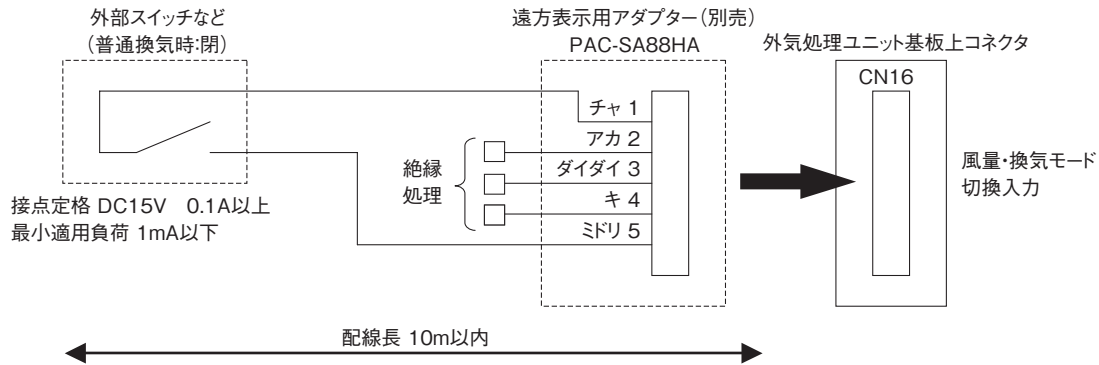 外部スイッチなど
（普通換気時:閉）
接点定格 DC15V　0.1A以上
最小適用負荷 1mA以下
遠方表示用アダプター（別売）
PAC-SA88HA
チャ 1
アカ 2
ダイダイ 3
キ 4
ミドリ 5
絶縁
処理
外気処理ユニット基板上コネクタ
CN16
風量・換気モード
切換入力
配線長 10m以内